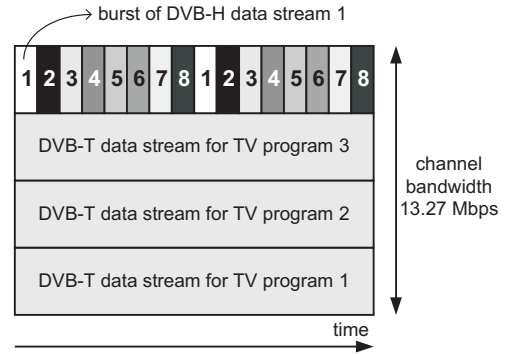 burst of DVB-H data stream 1
1 2 3 4 5 6 7 8 1 2 3 4 5 6 7 8
DVB-T data stream for TV program 3
DVB-T data stream for TV program 2
DVB-T data stream for TV program 1
channel
bandwidth
13.27 Mbps
time